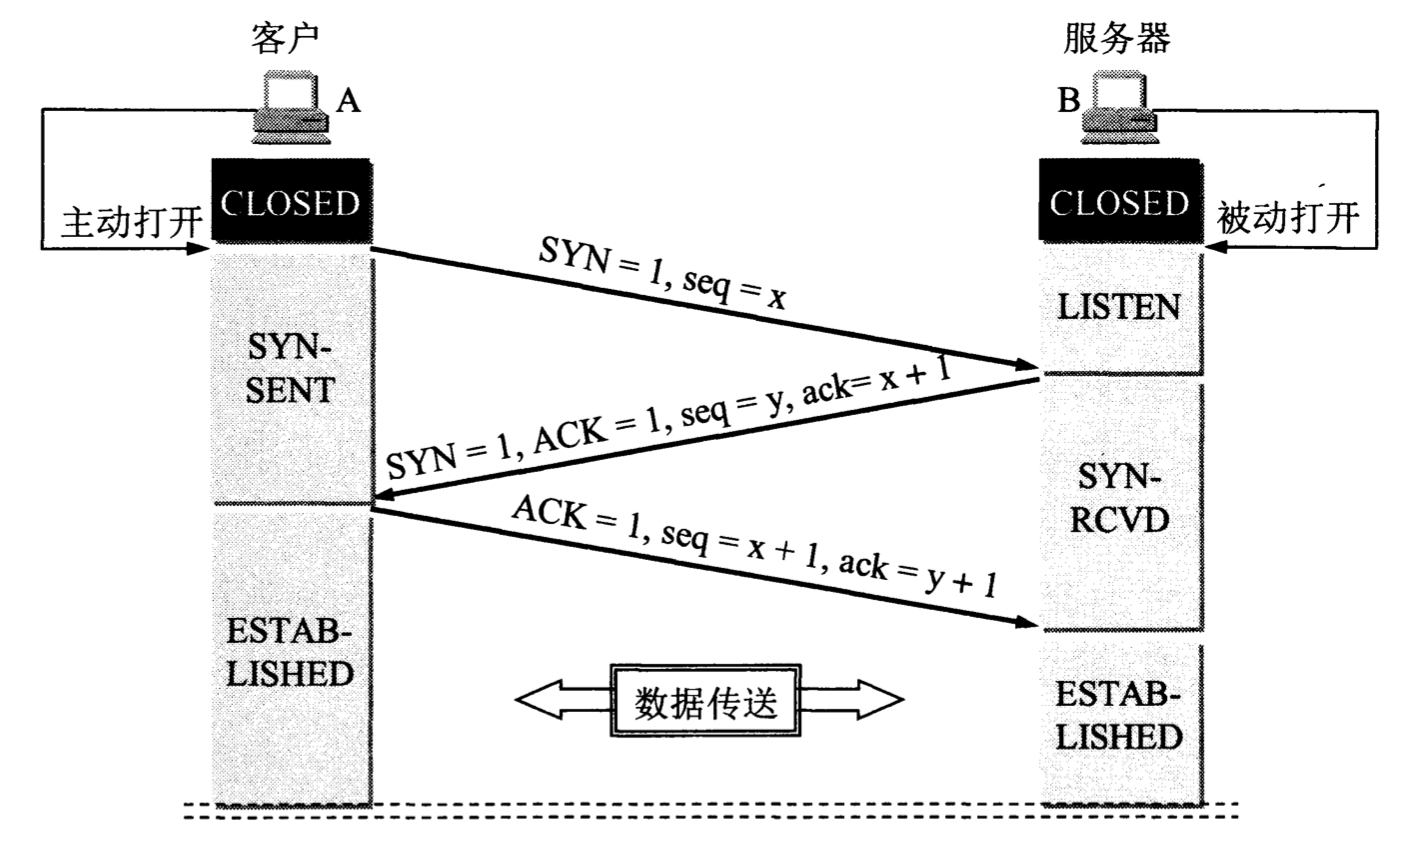 客户
服务器
A
B
CLOSED
CLOSED
主动打开
被动打开
SYN = 1, seq = x
LISTEN
SYN-
SENT
SYN = 1, ACK = 1, seq = y, ack= x + 1
SYN-
RCVD
ACK = 1, seq = x + 1, ack = y + 1
ESTAB-
LISHED
数据传送
ESTAB-
LISHED